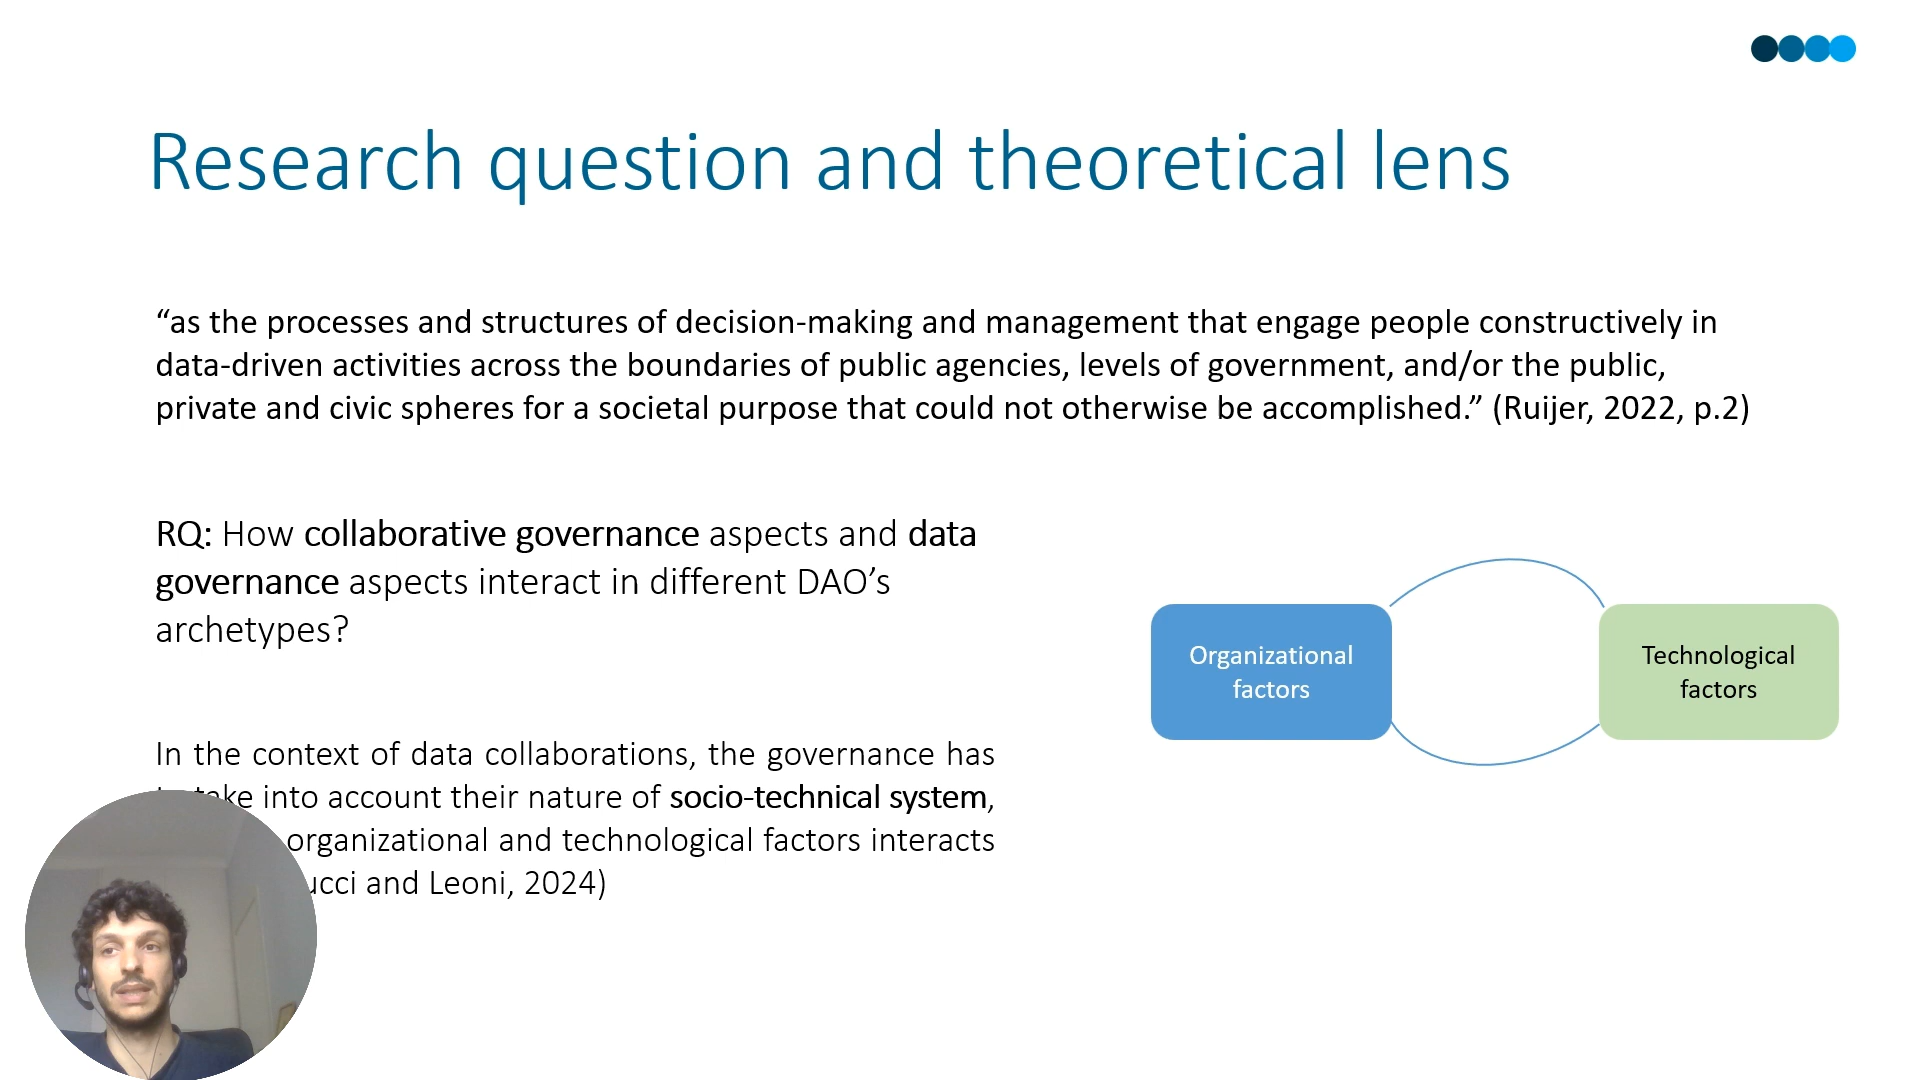 Research question and theoretical lens
“as the processes and structures of decision-making and management that engage people constructively in
data-driven activities across the boundaries of public agencies, levels of government, and/or the public,
private and civic spheres for a societal purpose that could not otherwise be accomplished.” (Ruijer, 2022, p.2)
RQ: How collaborative governance aspects and data
governance aspects interact in different DAO’s
archetypes?
Organizational
factors
Technological
factors
In the context of data collaborations, the governance has
take into account their nature of socio-technical system,
organizational and technological factors interacts
and Leoni, 2024)